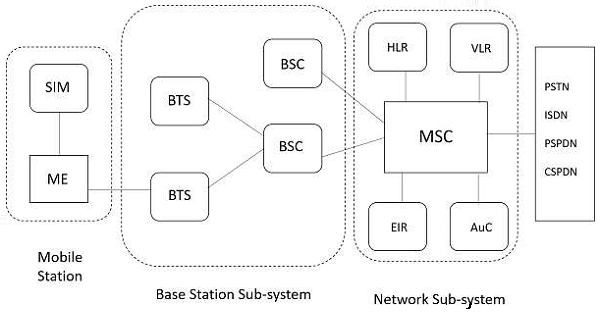 SIM
ME
Mobile
Station
BTS
BTS
BSC
BSC
Base Station Sub-system
HLR
VLR
MSC
EIR
AuC
Network Sub-system
PSTN
ISDN
PSPDN
CSPDN